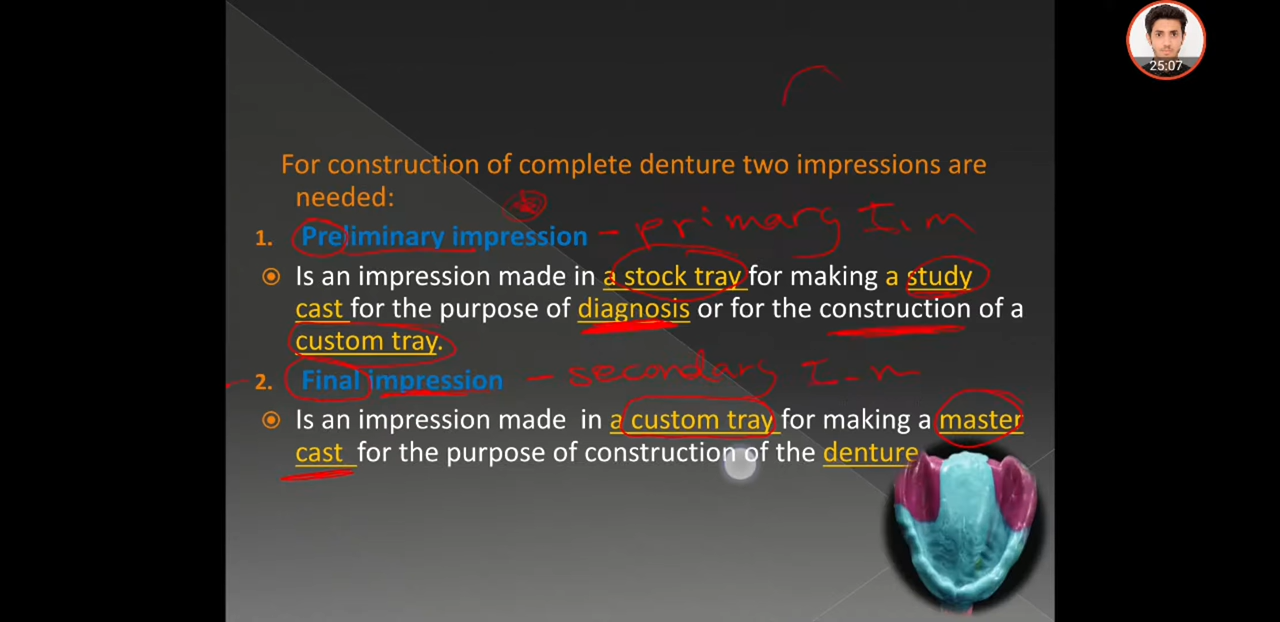 25:07
For construction of complete denture two impressions are
needed:
1. Preliminary impression - primary I.m
Is an impression made in a stock tray for making a study
cast for the purpose of diagnosis or for the construction of a
custom tray.
2. Final impression - secondary I-m
Is an impression made in a custom tray for making a master
cast for the purpose of construction of the denture